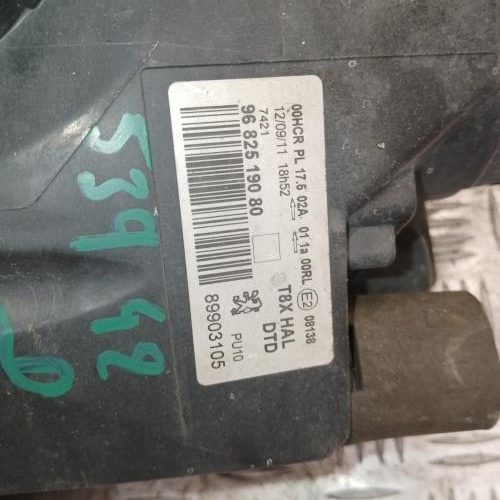 00HCR PL 17.6 02A 01 1a 00RL E2 08138
12/09/11 18h52
7421
96 825 190 80
T8X HAL
DTD
PU10
89903105
539